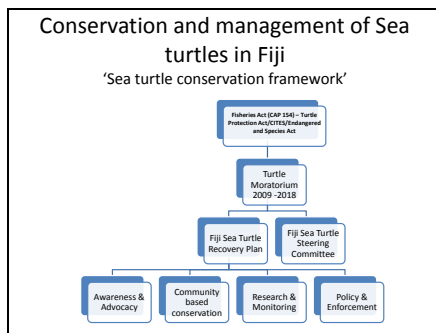 Conservation and management of Sea
turtles in Fiji
‘Sea turtle conservation framework’
Fisheries Act (CAP 154) – Turtle
Protection Act/CITES/Endangered
and Species Act
Turtle
Moratorium
2009 -2018
Fiji Sea Turtle
Recovery Plan
Fiji Sea Turtle
Steering
Committee
Awareness &
Advocacy
Community
based
conservation
Research &
Monitoring
Policy &
Enforcement